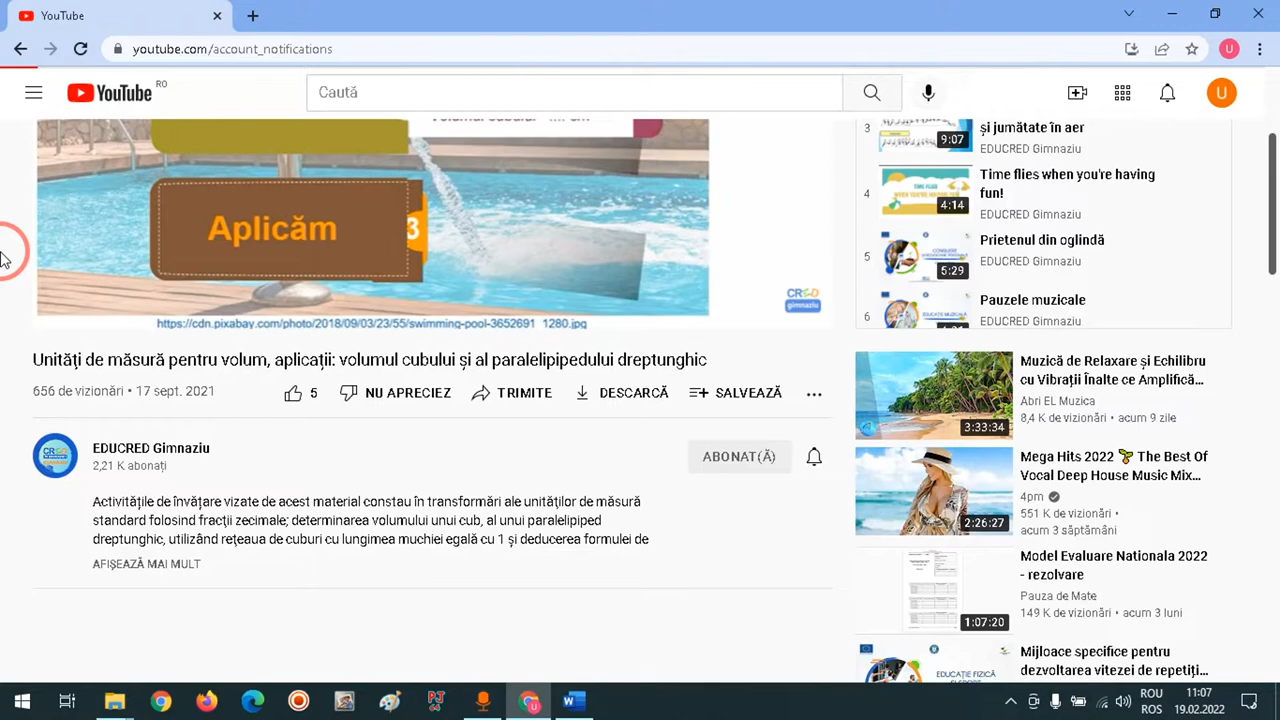 YouTube
youtube.com/account_notifications
U
YouTube RO
Caută
U
Aplicăm
3
CRED
gimnaziu
https://cdn.pixabay.com/photo/2018/09/03/23/55/swimming-pool-3652691_1280.jpg
Unități de măsură pentru volum, aplicații: volumul cubului și al paralelipipedului dreptunghic
656 de vizionări • 17 sept. 2021
5
NU APRECIEZ
TRIMITE
DESCARCĂ
SALVEAZĂ
EDUCRED Gimnaziu
2,21 K abonați
ABONAT(Ă)
Activitățile de învățare vizate de acest material constau în transformări ale unităților de măsură
standard folosind fracții zecimale; determinarea volumului unui cub, al unui paralelipiped
dreptunghic, utilizând rețeaua de cuburi cu lungimea muchiei egală cu 1 și deducerea formulei de
AFIȘEAZĂ MAI MULT
3
și jumătate în aer
9:07
EDUCRED Gimnaziu
4
Time flies when you're having
fun!
4:14
EDUCRED Gimnaziu
5
Prietenul din oglindă
5:29
EDUCRED Gimnaziu
6
Pauzele muzicale
EDUCRED Gimnaziu
Muzică de Relaxare și Echilibru
cu Vibrații Înalte ce Amplifică...
Abri EL Muzica
8,4 K de vizionări • acum 9 zile
3:33:34
Mega Hits 2022 🌱 The Best Of
Vocal Deep House Music Mix...
4pm
551 K de vizionări •
acum 3 săptămâni
2:26:27
Model Evaluare Nationala 2022
- rezolvare
Pauza de Mate
149 K de vizionări • acum 3 luni
1:07:20
Mijloace specifice pentru
dezvoltarea vitezei de repetiți...
EDUCAȚIE FIZICĂ
ROU
ROS
11:07
19.02.2022